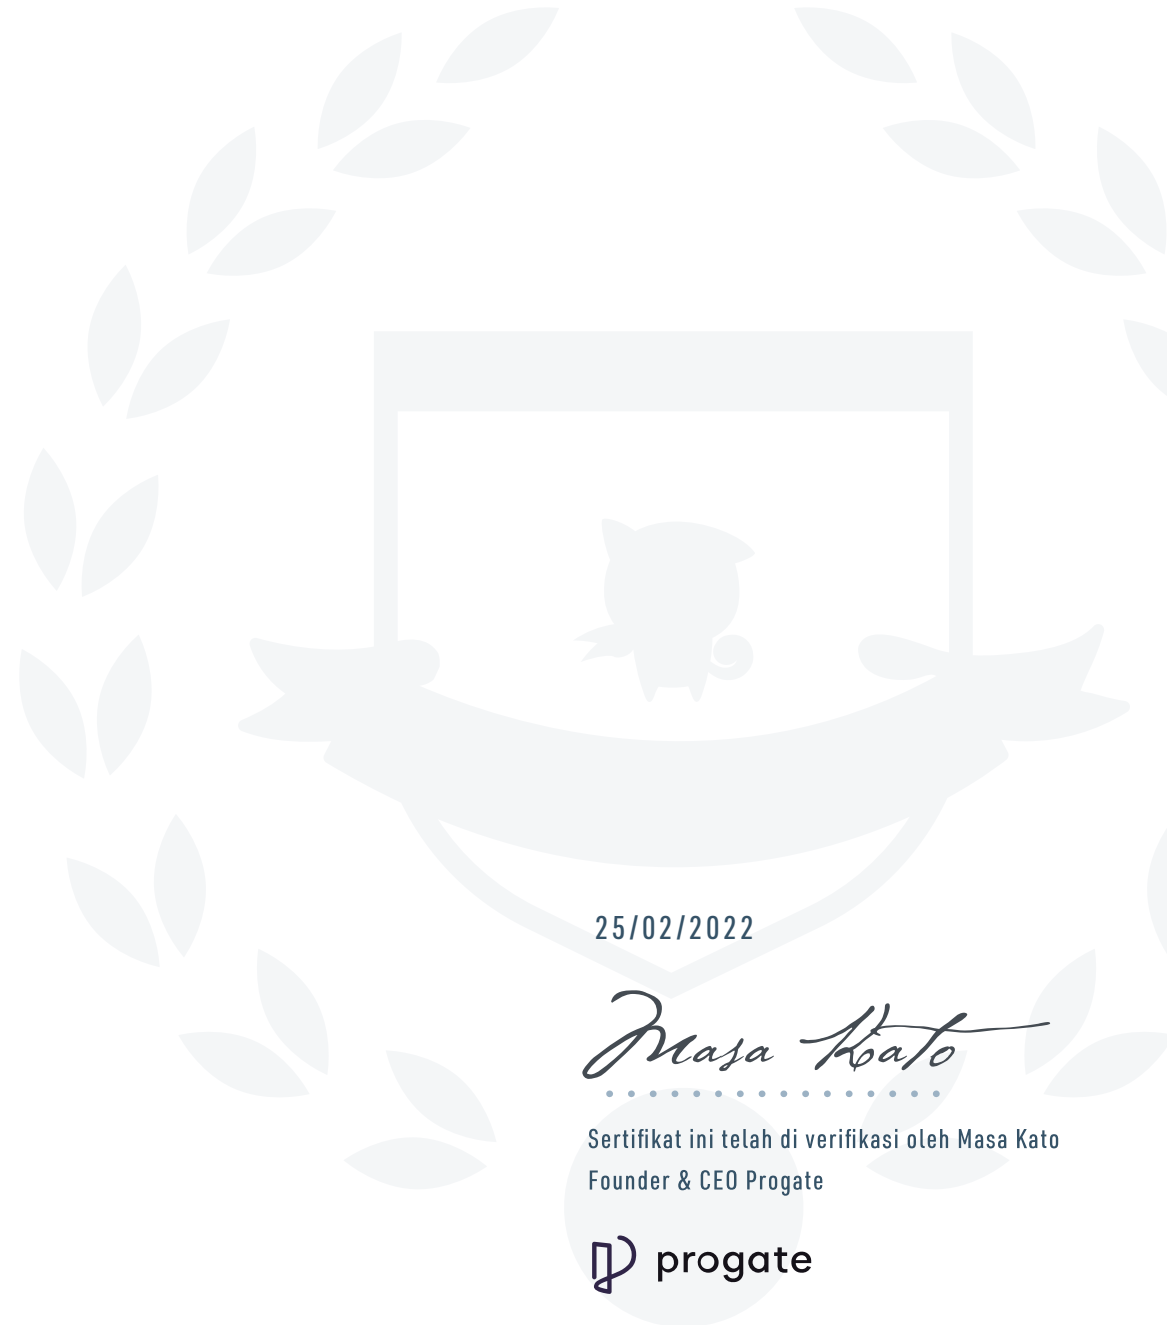 25/02/2022
Masa Kato
Sertifikat ini telah di verifikasi oleh Masa Kato
Founder & CEO Progate
progate